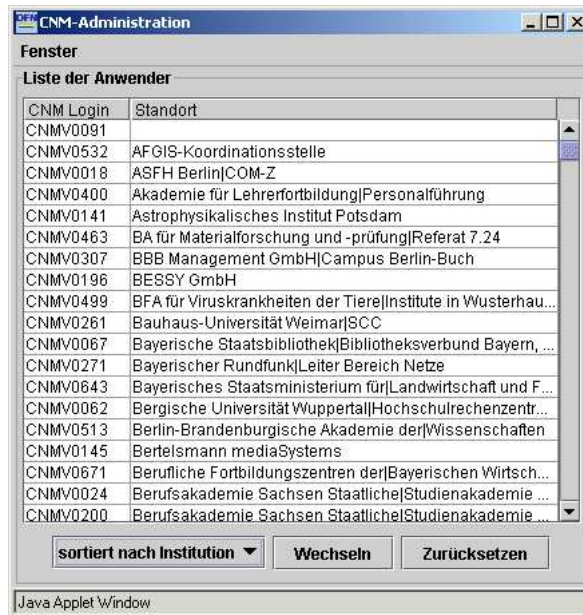 DFN CNM-Administration
Fenster
Liste der Anwender
CNM Login Standort
CNMV0091
CNMV0532 AFGIS-Koordinationsstelle
CNMV0018 ASFH Berlin|COM-Z
CNMV0400 Akademie für Lehrerfortbildung|Personalführung
CNMV0141 Astrophysikalisches Institut Potsdam
CNMV0463 BA für Materialforschung und -prüfung|Referat 7.24
CNMV0307 BBB Management GmbH|Campus Berlin-Buch
CNMV0196 BESSY GmbH
CNMV0499 BFA für Viruskrankheiten der Tiere|Institute in Wusterhau...
CNMV0261 Bauhaus-Universität Weimar|SCC
CNMV0067 Bayerische Staatsbibliothek|Bibliotheksverbund Bayern, ...
CNMV0271 Bayerischer Rundfunk|Leiter Bereich Netze
CNMV0643 Bayerisches Staatsministerium für|Landwirtschaft und F...
CNMV0062 Bergische Universität Wuppertal|Hochschulrechenzentr...
CNMV0513 Berlin-Brandenburgische Akademie der|Wissenschaften
CNMV0145 Bertelsmann mediaSystems
CNMV0671 Berufliche Fortbildungszentren der|Bayerischen Wirtsch...
CNMV0024 Berufsakademie Sachsen Staatliche|Studienakademie ...
CNMV0200 Berufsakademie Sachsen Staatliche|Studienakademie ...
sortiert nach Institution Wechseln Zurücksetzen
Java Applet Window